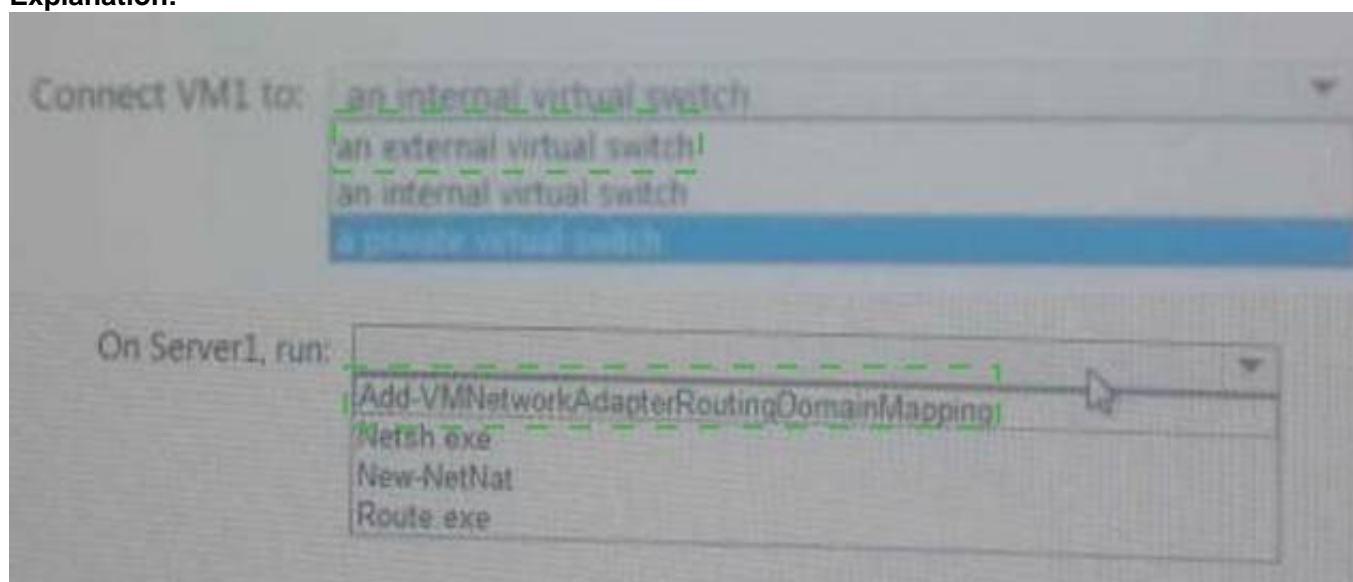 Explanation:
Connect VM1 to: an internal virtual switch
an external virtual switch
an internal virtual switch
a private virtual switch
On Server1, run:
Add-VMNetworkAdapterRoutingDomainMapping
Netsh exe
New-NetNat
Route exe